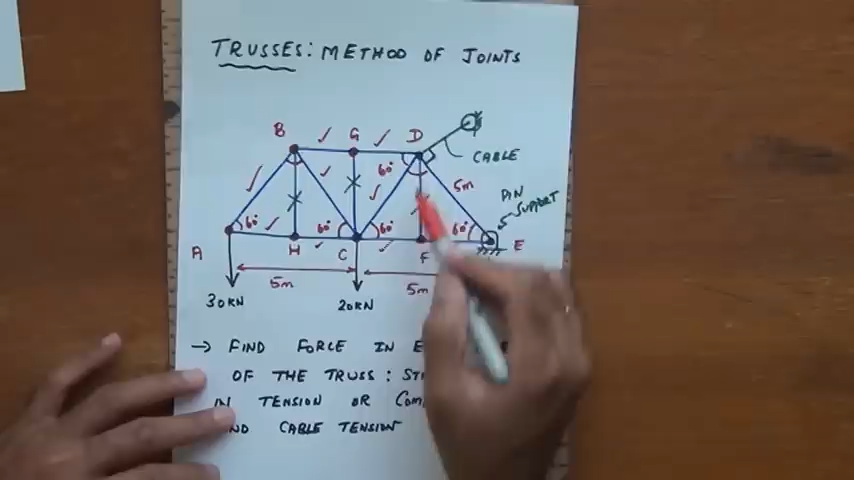 TRUSSES: METHOD OF JOINTS
B G D
CABLE
60°
5m
PIN
SUPPORT
60° 60° 60° 60°
A H C F E
5m 5m
30KN 20KN
→ FIND FORCE IN
OF THE TRUSS:
IN TENSION OR
CABLE TENSION